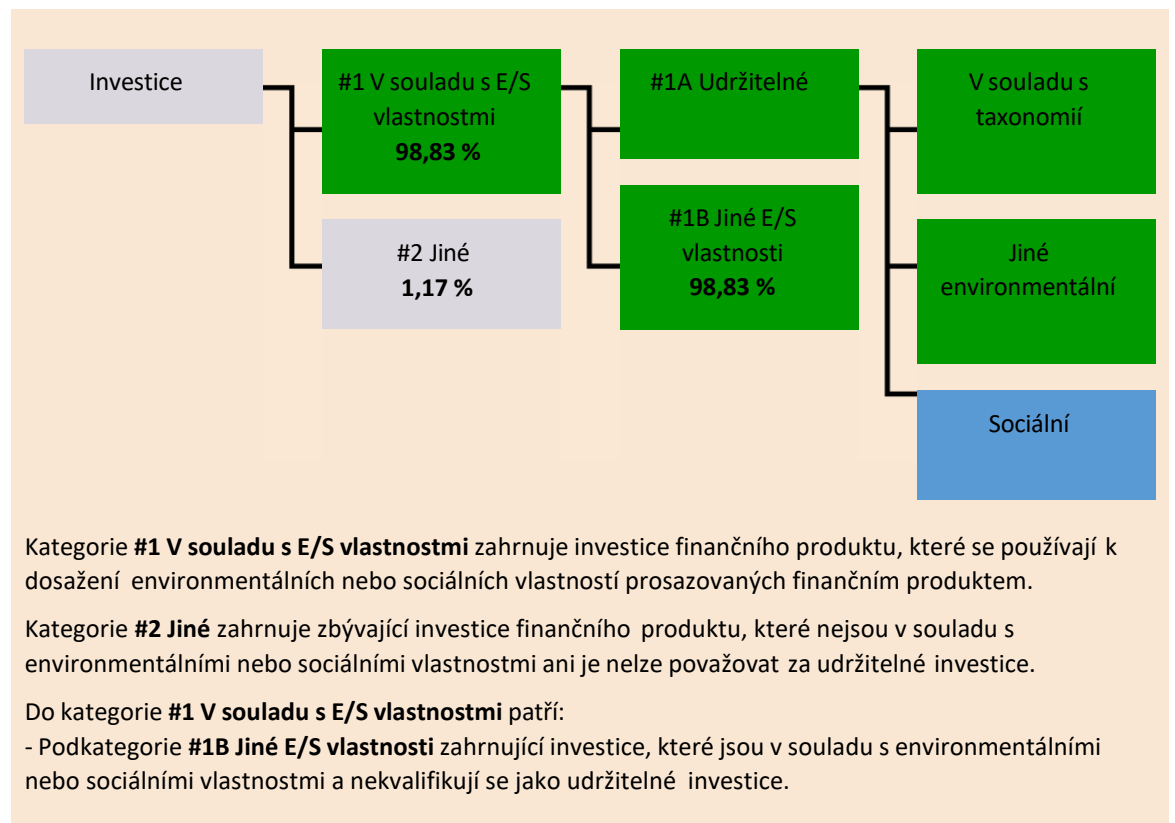 Investice
#1 V souladu s E/S
vlastnostmi
98,83 %
#2 Jiné
1,17 %
#1A Udržitelné
#1B Jiné E/S
vlastnosti
98,83 %
V souladu s
taxonomií
Jiné
environmentální
Sociální
Kategorie #1 V souladu s E/S vlastnostmi zahrnuje investice finančního produktu, které se používají k
dosažení environmentálních nebo sociálních vlastností prosazovaných finančním produktem.
Kategorie #2 Jiné zahrnuje zbývající investice finančního produktu, které nejsou v souladu s
environmentálními nebo sociálními vlastnostmi ani je nelze považovat za udržitelné investice.
Do kategorie #1 V souladu s E/S vlastnostmi patří:
- Podkategorie #1B Jiné E/S vlastnosti zahrnující investice, které jsou v souladu s environmentálními
nebo sociálními vlastnostmi a nekvalifikují se jako udržitelné investice.